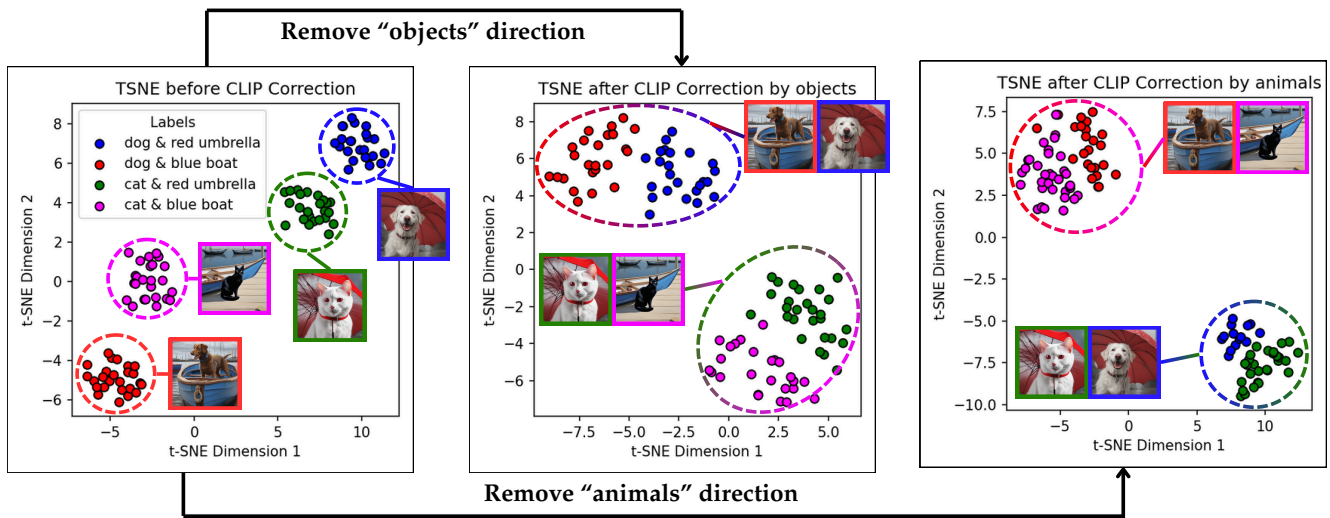 Remove “objects” direction
TSNE before CLIP Correction
Labels
dog & red umbrella
dog & blue boat
cat & red umbrella
cat & blue boat
t-SNE Dimension 2
8
6
4
2
0
−2
−4
−6
−5
0
5
10
t-SNE Dimension 1
TSNE after CLIP Correction by objects
t-SNE Dimension 2
8
6
4
2
0
−2
−4
−6
−7.5
−5.0
−2.5
0.0
2.5
5.0
t-SNE Dimension 1
TSNE after CLIP Correction by animals
t-SNE Dimension 2
7.5
5.0
2.5
0.0
−2.5
−5.0
−7.5
−10.0
−5
0
5
10
t-SNE Dimension 1
Remove “animals” direction